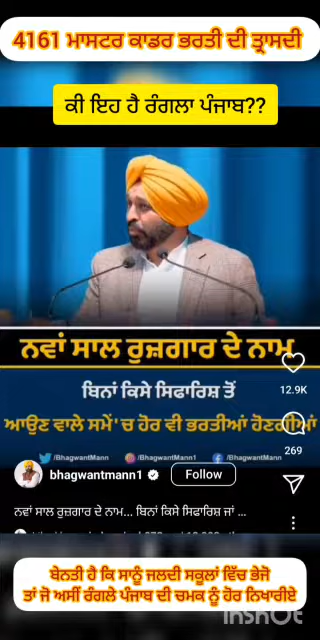 4161 ਮਾਸਟਰ ਕਾਡਰ ਭਰਤੀ ਦੀ ਤ੍ਰਾਸਦੀ
ਕੀ ਇਹ ਹੈ ਰੰਗਲਾ ਪੰਜਾਬ??
ਨਵਾਂ ਸਾਲ ਰੁਜ਼ਗਾਰ ਦੇ ਨਾਮ
ਬਿਨਾਂ ਕਿਸੇ ਸਿਫਾਰਿਸ਼ ਤੋਂ
ਆਉਣ ਵਾਲੇ ਸਮੇਂ 'ਚ ਹੋਰ ਵੀ ਭਰਤੀਆਂ ਹੋਣਗੀਆਂ
/BhagwantMann /BhagwantMann1 /BhagwantMann
12.9K
269
bhagwantmann1 Follow
ਨਵਾਂ ਸਾਲ ਰੁਜ਼ਗਾਰ ਦੇ ਨਾਮ... ਬਿਨਾਂ ਕਿਸੇ ਸਿਫਾਰਿਸ਼ ਜਾਂ ...
ਬੇਨਤੀ ਹੈ ਕਿ ਸਾਨੂੰ ਜਲਦੀ ਸਕੂਲਾਂ ਵਿੱਚ ਭੇਜੋ
ਤਾਂ ਜੋ ਅਸੀਂ ਰੰਗਲੇ ਪੰਜਾਬ ਦੀ ਚਮਕ ਨੂੰ ਹੋਰ ਨਿਖਾਰੀਏ
InShot